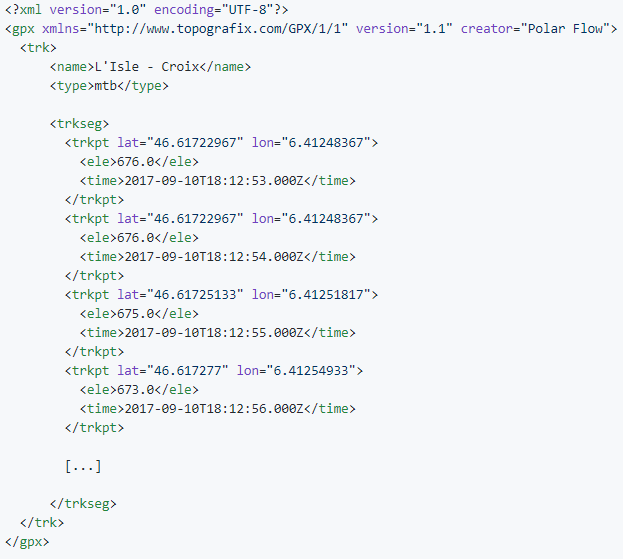 <?xml version="1.0" encoding="UTF-8"?>
<gpx xmlns="http://www.topografix.com/GPX/1/1" version="1.1" creator="Polar Flow">
  <trk>
      <name>L'Isle - Croix</name>
      <type>mtb</type>

      <trkseg>
        <trkpt lat="46.61722967" lon="6.41248367">
          <ele>676.0</ele>
          <time>2017-09-10T18:12:53.000Z</time>
        </trkpt>
        <trkpt lat="46.61722967" lon="6.41248367">
          <ele>676.0</ele>
          <time>2017-09-10T18:12:54.000Z</time>
        </trkpt>
        <trkpt lat="46.61725133" lon="6.41251817">
          <ele>675.0</ele>
          <time>2017-09-10T18:12:55.000Z</time>
        </trkpt>
        <trkpt lat="46.617277" lon="6.41254933">
          <ele>673.0</ele>
          <time>2017-09-10T18:12:56.000Z</time>
        </trkpt>

        [...]

      </trkseg>
  </trk>
</gpx>